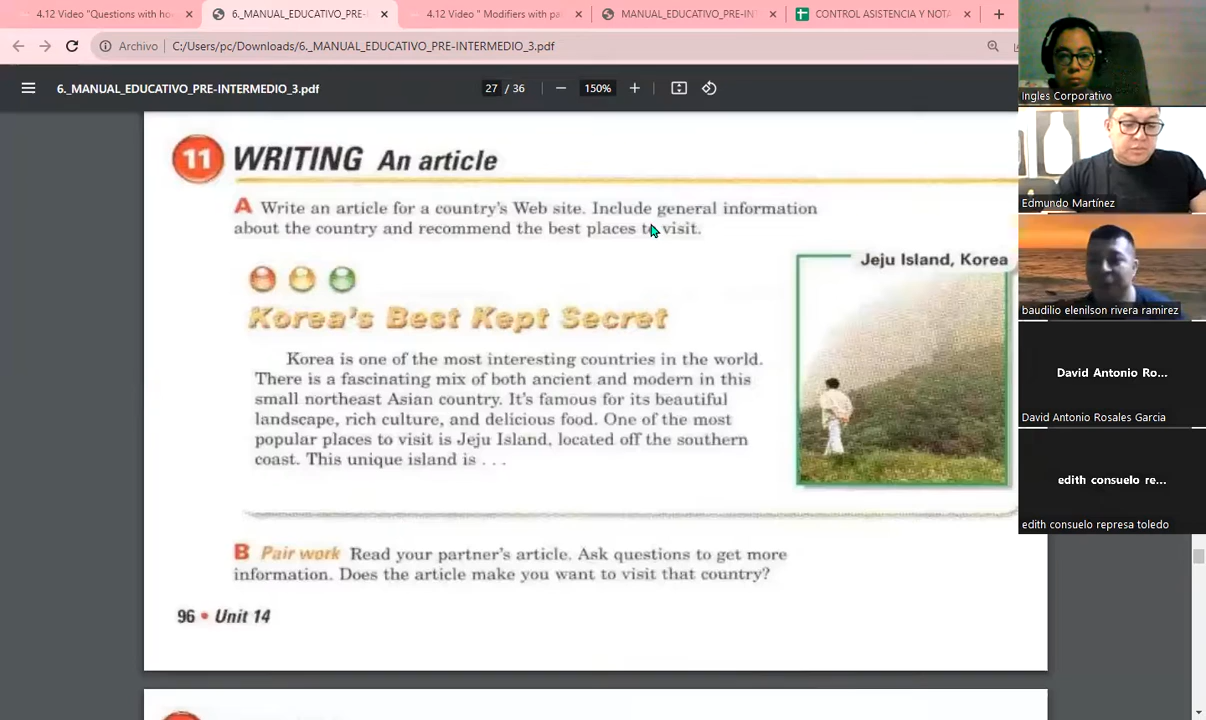 4.12 Video "Questions with ho
6._MANUAL_EDUCATIVO_PRE-
4.12 Video " Modifiers with pa
MANUAL_EDUCATIVO_PRE-INT
CONTROL ASISTENCIA Y NOTA
Archivo
C:/Users/pc/Downloads/6._MANUAL_EDUCATIVO_PRE-INTERMEDIO_3.pdf
6._MANUAL_EDUCATIVO_PRE-INTERMEDIO_3.pdf
27 / 36
150%
11 WRITING An article
A Write an article for a country's Web site. Include general information
about the country and recommend the best places to visit.
Jeju Island, Korea
Korea's Best Kept Secret
Korea is one of the most interesting countries in the world.
There is a fascinating mix of both ancient and modern in this
small northeast Asian country. It's famous for its beautiful
landscape, rich culture, and delicious food. One of the most
popular places to visit is Jeju Island, located off the southern
coast. This unique island is . . .
B Pair work Read your partner's article. Ask questions to get more
information. Does the article make you want to visit that country?
96 • Unit 14
Ingles Corporativo
Edmundo Martínez
baudilio elenilson rivera ramirez
David Antonio Ro...
David Antonio Rosales Garcia
edith consuelo re...
edith consuelo represa toledo